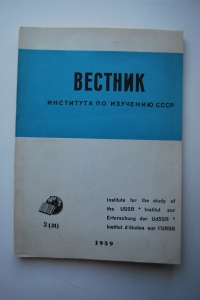 ВЕСТНИК
ИНСТИТУТА ПО ИЗУЧЕНИЮ СССР
Institute for the study of
the USSR * Institut zur
Erforschung der UdSSR *
Institut d'études sur l'URSS
3 (31)
1959